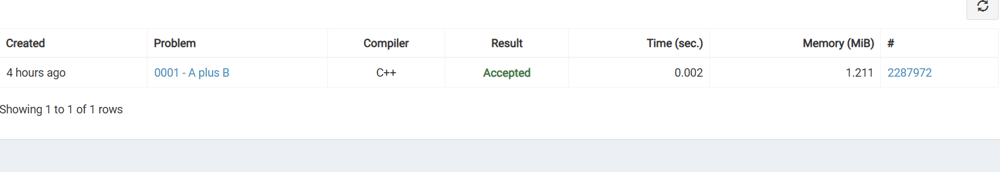 Created Problem Compiler Result Time (sec.) Memory (MiB) #
4 hours ago 0001 - A plus B C++ Accepted 0.002 1.211 2287972
Showing 1 to 1 of 1 rows